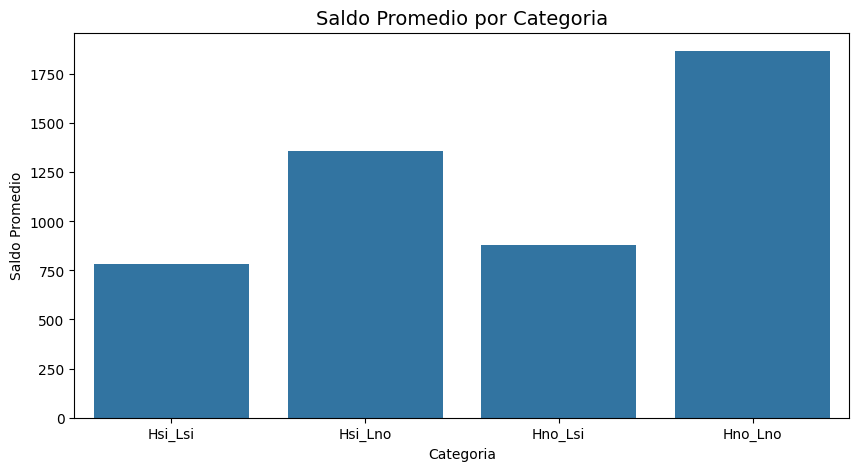 Saldo Promedio por Categoria
Saldo Promedio
1750
1500
1250
1000
750
500
250
0
Hsi_Lsi
Hsi_Lno
Hno_Lsi
Hno_Lno
Categoria